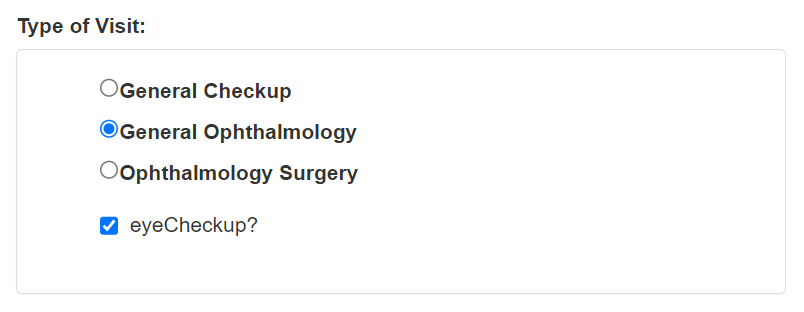 Type of Visit:
General Checkup
General Ophthalmology
Ophthalmology Surgery
eyeCheckup?